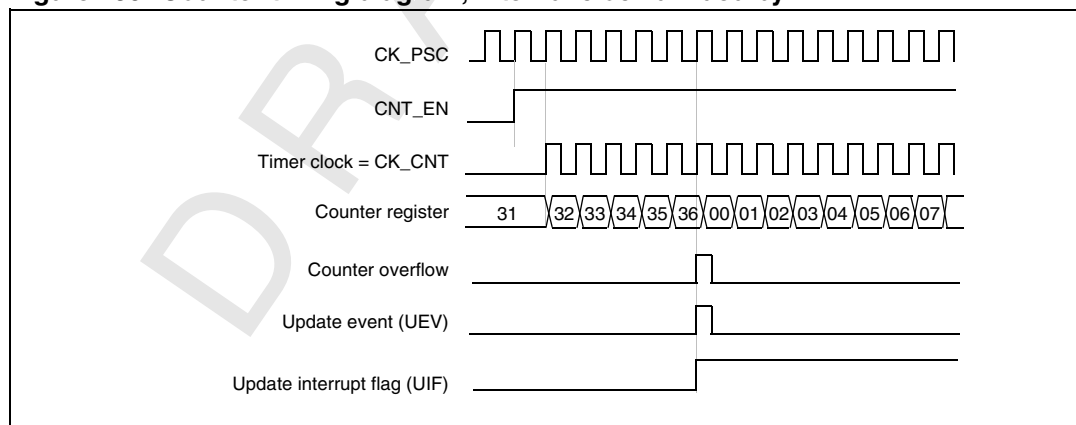 CK_PSC
CNT_EN
Timer clock = CK_CNT
Counter register 31 32 33 34 35 36 00 01 02 03 04 05 06 07
Counter overflow
Update event (UEV)
Update interrupt flag (UIF)